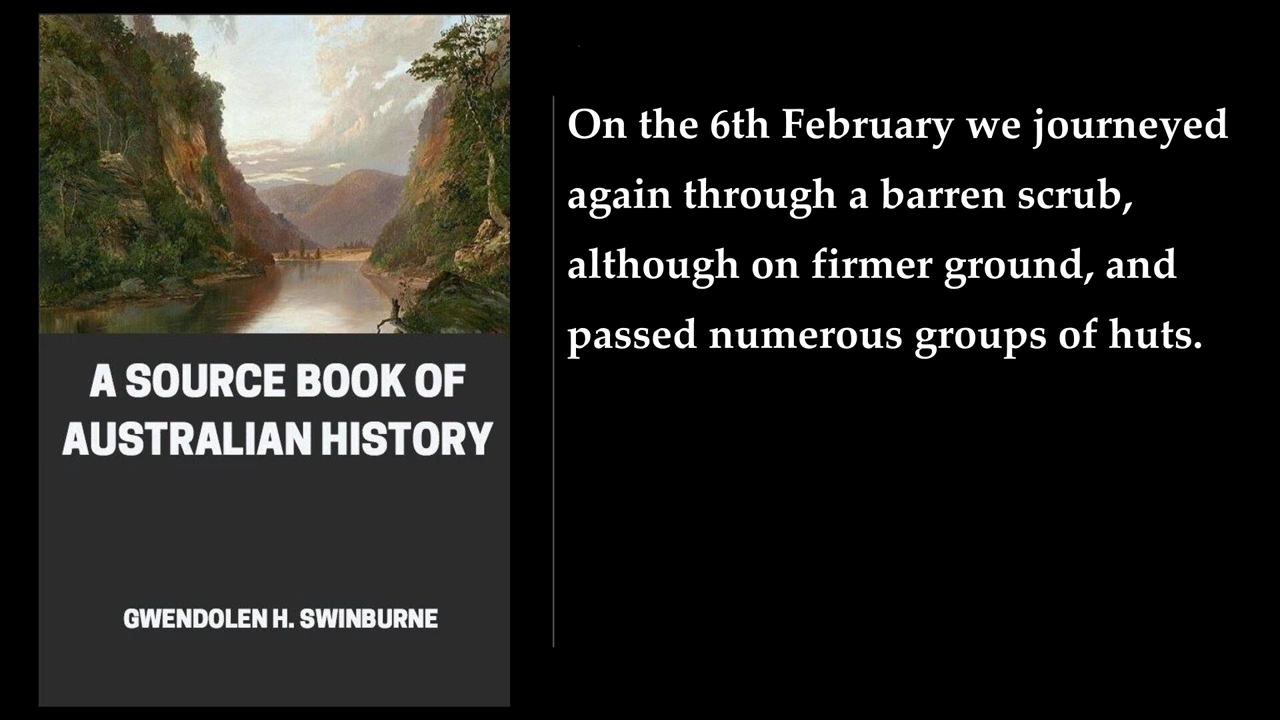 A SOURCE BOOK OF
AUSTRALIAN HISTORY
GWENDOLEN H. SWINBURNE
On the 6th February we journeyed
again through a barren scrub,
although on firmer ground, and
passed numerous groups of huts.